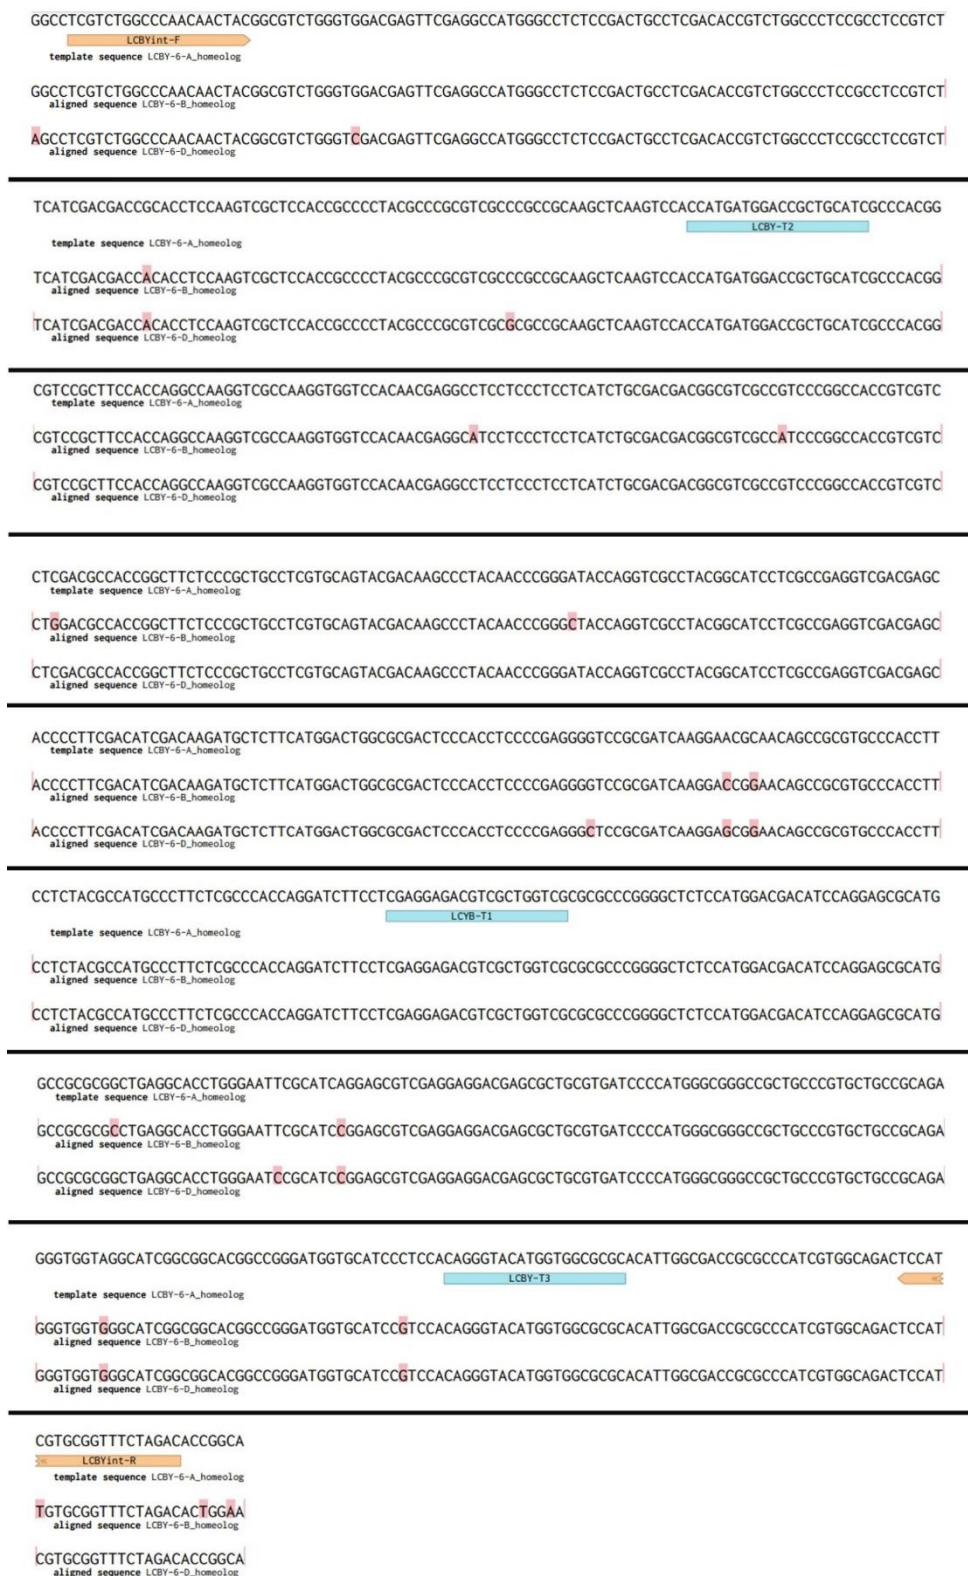 GGCCTCGTCTGGCCCAACAACTACGGCGTCTGGGTGGACGAGTTCGAGGCCATGGGCCTCTCCGACTGCCTCGACACCGTCTGGCCCTCCGCCTCCGTCT
LCBYint-F
template sequence LCBY-6-A_homeolog
GGCCTCGTCTGGCCCAACAACTACGGCGTCTGGGTGGACGAGTTCGAGGCCATGGGCCTCTCCGACTGCCTCGACACCGTCTGGCCCTCCGCCTCCGTCT
aligned sequence LCBY-6-B_homeolog
AGCCTCGTCTGGCCCAACAACTACGGCGTCTGGGTCGACGAGTTCGAGGCCATGGGCCTCTCCGACTGCCTCGACACCGTCTGGCCCTCCGCCTCCGTCT
aligned sequence LCBY-6-D_homeolog
TCATCGACGACCGCACCTCCAAGTCGCTCCACCGCCCCTACGCCCGCGTCGCCCGCCGCAAGCTCAAGTCCACCATGATGGACCGCTGCATCGCCCACGG
LCBY-T2
template sequence LCBY-6-A_homeolog
TCATCGACGACCACACCTCCAAGTCGCTCCACCGCCCCTACGCCCGCGTCGCCCGCCGCAAGCTCAAGTCCACCATGATGGACCGCTGCATCGCCCACGG
aligned sequence LCBY-6-B_homeolog
TCATCGACGACCACACCTCCAAGTCGCTCCACCGCCCCTACGCCCGCGTCGCGCGCCGCAAGCTCAAGTCCACCATGATGGACCGCTGCATCGCCCACGG
aligned sequence LCBY-6-D_homeolog
CGTCCGCTTCCACCAGGCCAAGGTCGCCAAGGTGGTCCACAACGAGGCCTCCTCCCTCCTCATCTGCGACGACGGCGTCGCCGTCCCGGCCACCGTCGTC
template sequence LCBY-6-A_homeolog
CGTCCGCTTCCACCAGGCCAAGGTCGCCAAGGTGGTCCACAACGAGGCATCCTCCCTCCTCATCTGCGACGACGGCGTCGCCATCCCGGCCACCGTCGTC
aligned sequence LCBY-6-B_homeolog
CGTCCGCTTCCACCAGGCCAAGGTCGCCAAGGTGGTCCACAACGAGGCCTCCTCCCTCCTCATCTGCGACGACGGCGTCGCCGTCCCGGCCACCGTCGTC
aligned sequence LCBY-6-D_homeolog
CTCGACGCCACCGGCTTCTCCCGCTGCCTCGTGCAGTACGACAAGCCCTACAACCCGGGATACCAGGTCGCCTACGGCATCCTCGCCGAGGTCGACGAGC
template sequence LCBY-6-A_homeolog
CTGGACGCCACCGGCTTCTCCCGCTGCCTCGTGCAGTACGACAAGCCCTACAACCCGGGCTACCAGGTCGCCTACGGCATCCTCGCCGAGGTCGACGAGC
aligned sequence LCBY-6-B_homeolog
CTCGACGCCACCGGCTTCTCCCGCTGCCTCGTGCAGTACGACAAGCCCTACAACCCGGGATACCAGGTCGCCTACGGCATCCTCGCCGAGGTCGACGAGC
aligned sequence LCBY-6-D_homeolog
ACCCCTTCGACATCGACAAGATGCTCTTCATGGACTGGCGCGACTCCCACCTCCCCGAGGGGTCCGCGATCAAGGAACGCAACAGCCGCGTGCCCACCTT
template sequence LCBY-6-A_homeolog
ACCCCTTCGACATCGACAAGATGCTCTTCATGGACTGGCGCGACTCCCACCTCCCCGAGGGGTCCGCGATCAAGGACCGGAACAGCCGCGTGCCCACCTT
aligned sequence LCBY-6-B_homeolog
ACCCCTTCGACATCGACAAGATGCTCTTCATGGACTGGCGCGACTCCCACCTCCCCGAGGGCTCCGCGATCAAGGAGCGGAACAGCCGCGTGCCCACCTT
aligned sequence LCBY-6-D_homeolog
CCTCTACGCCATGCCCTTCTCGCCCACCAGGATCTTCCTCGAGGAGACGTCGCTGGTCGCGCGCCCGGGGCTCTCCATGGACGACATCCAGGAGCGCATG
LCYB-T1
template sequence LCBY-6-A_homeolog
CCTCTACGCCATGCCCTTCTCGCCCACCAGGATCTTCCTCGAGGAGACGTCGCTGGTCGCGCGCCCGGGGCTCTCCATGGACGACATCCAGGAGCGCATG
aligned sequence LCBY-6-B_homeolog
CCTCTACGCCATGCCCTTCTCGCCCACCAGGATCTTCCTCGAGGAGACGTCGCTGGTCGCGCGCCCGGGGCTCTCCATGGACGACATCCAGGAGCGCATG
aligned sequence LCBY-6-D_homeolog
GCCGCGCGGCTGAGGCACCTGGGAATTCGCATCAGGAGCGTCGAGGAGGACGAGCGCTGCGTGATCCCCATGGGCGGGCCGCTGCCCGTGCTGCCGCAGA
template sequence LCBY-6-A_homeolog
GCCGCGCGCCTGAGGCACCTGGGAATTCGCATCCGGAGCGTCGAGGAGGACGAGCGCTGCGTGATCCCCATGGGCGGGCCGCTGCCCGTGCTGCCGCAGA
aligned sequence LCBY-6-B_homeolog
GCCGCGCGGCTGAGGCACCTGGGAATCCGCATCCGGAGCGTCGAGGAGGACGAGCGCTGCGTGATCCCCATGGGCGGGCCGCTGCCCGTGCTGCCGCAGA
aligned sequence LCBY-6-D_homeolog
GGGTGGTAGGCATCGGCGGCACGGCCGGGATGGTGCATCCCTCCACAGGGTACATGGTGGCGCGCACATTGGCGACCGCGCCCATCGTGGCAGACTCCAT
LCBY-T3
template sequence LCBY-6-A_homeolog
GGGTGGTGGGCATCGGCGGCACGGCCGGGATGGTGCATCCGTCCACAGGGTACATGGTGGCGCGCACATTGGCGACCGCGCCCATCGTGGCAGACTCCAT
aligned sequence LCBY-6-B_homeolog
GGGTGGTGGGCATCGGCGGCACGGCCGGGATGGTGCATCCGTCCACAGGGTACATGGTGGCGCGCACATTGGCGACCGCGCCCATCGTGGCAGACTCCAT
aligned sequence LCBY-6-D_homeolog
CGTGCGGTTTCTAGACACCGGCA
LCBYint-R
template sequence LCBY-6-A_homeolog
TGTGCGGTTTCTAGACACTGGAA
aligned sequence LCBY-6-B_homeolog
CGTGCGGTTTCTAGACACCGGCA
aligned sequence LCBY-6-D_homeolog